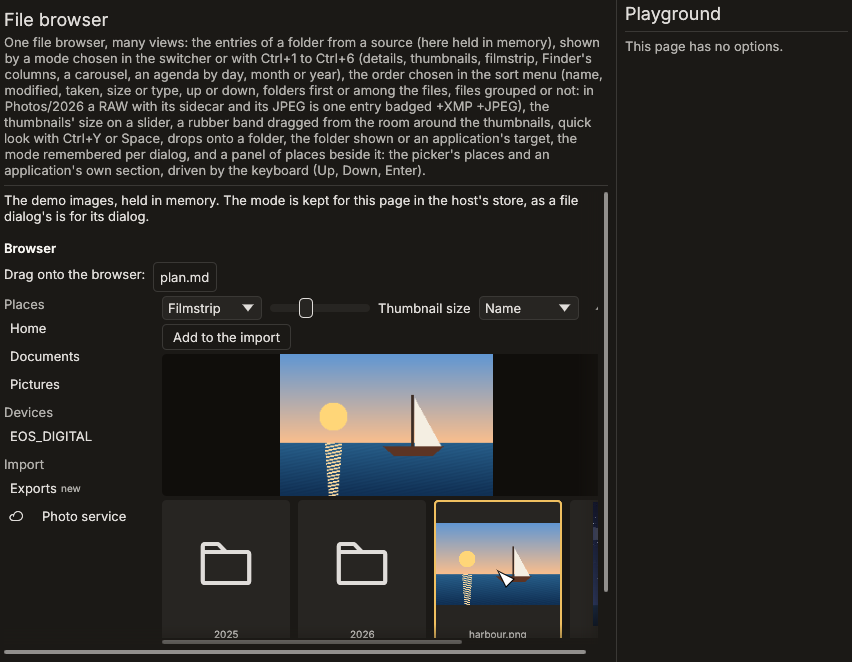 File browser
One file browser, many views: the entries of a folder from a source (here held in memory), shown
by a mode chosen in the switcher or with Ctrl+1 to Ctrl+6 (details, thumbnails, filmstrip, Finder's
columns, a carousel, an agenda by day, month or year), the order chosen in the sort menu (name,
modified, taken, size or type, up or down, folders first or among the files, files grouped or not: in
Photos/2026 a RAW with its sidecar and its JPEG is one entry badged +XMP +JPEG), the
thumbnails' size on a slider, a rubber band dragged from the room around the thumbnails, quick
look with Ctrl+Y or Space, drops onto a folder, the folder shown or an application's target, the
mode remembered per dialog, and a panel of places beside it: the picker's places and an
application's own section, driven by the keyboard (Up, Down, Enter).
The demo images, held in memory. The mode is kept for this page in the host's store, as a file
dialog's is for its dialog.
Browser
Drag onto the browser: plan.md
Places
Home
Documents
Pictures
Devices
EOS_DIGITAL
Import
Exports new
Photo service
Filmstrip Thumbnail size Name
Add to the import
2025 2026 harbour.png
Playground
This page has no options.